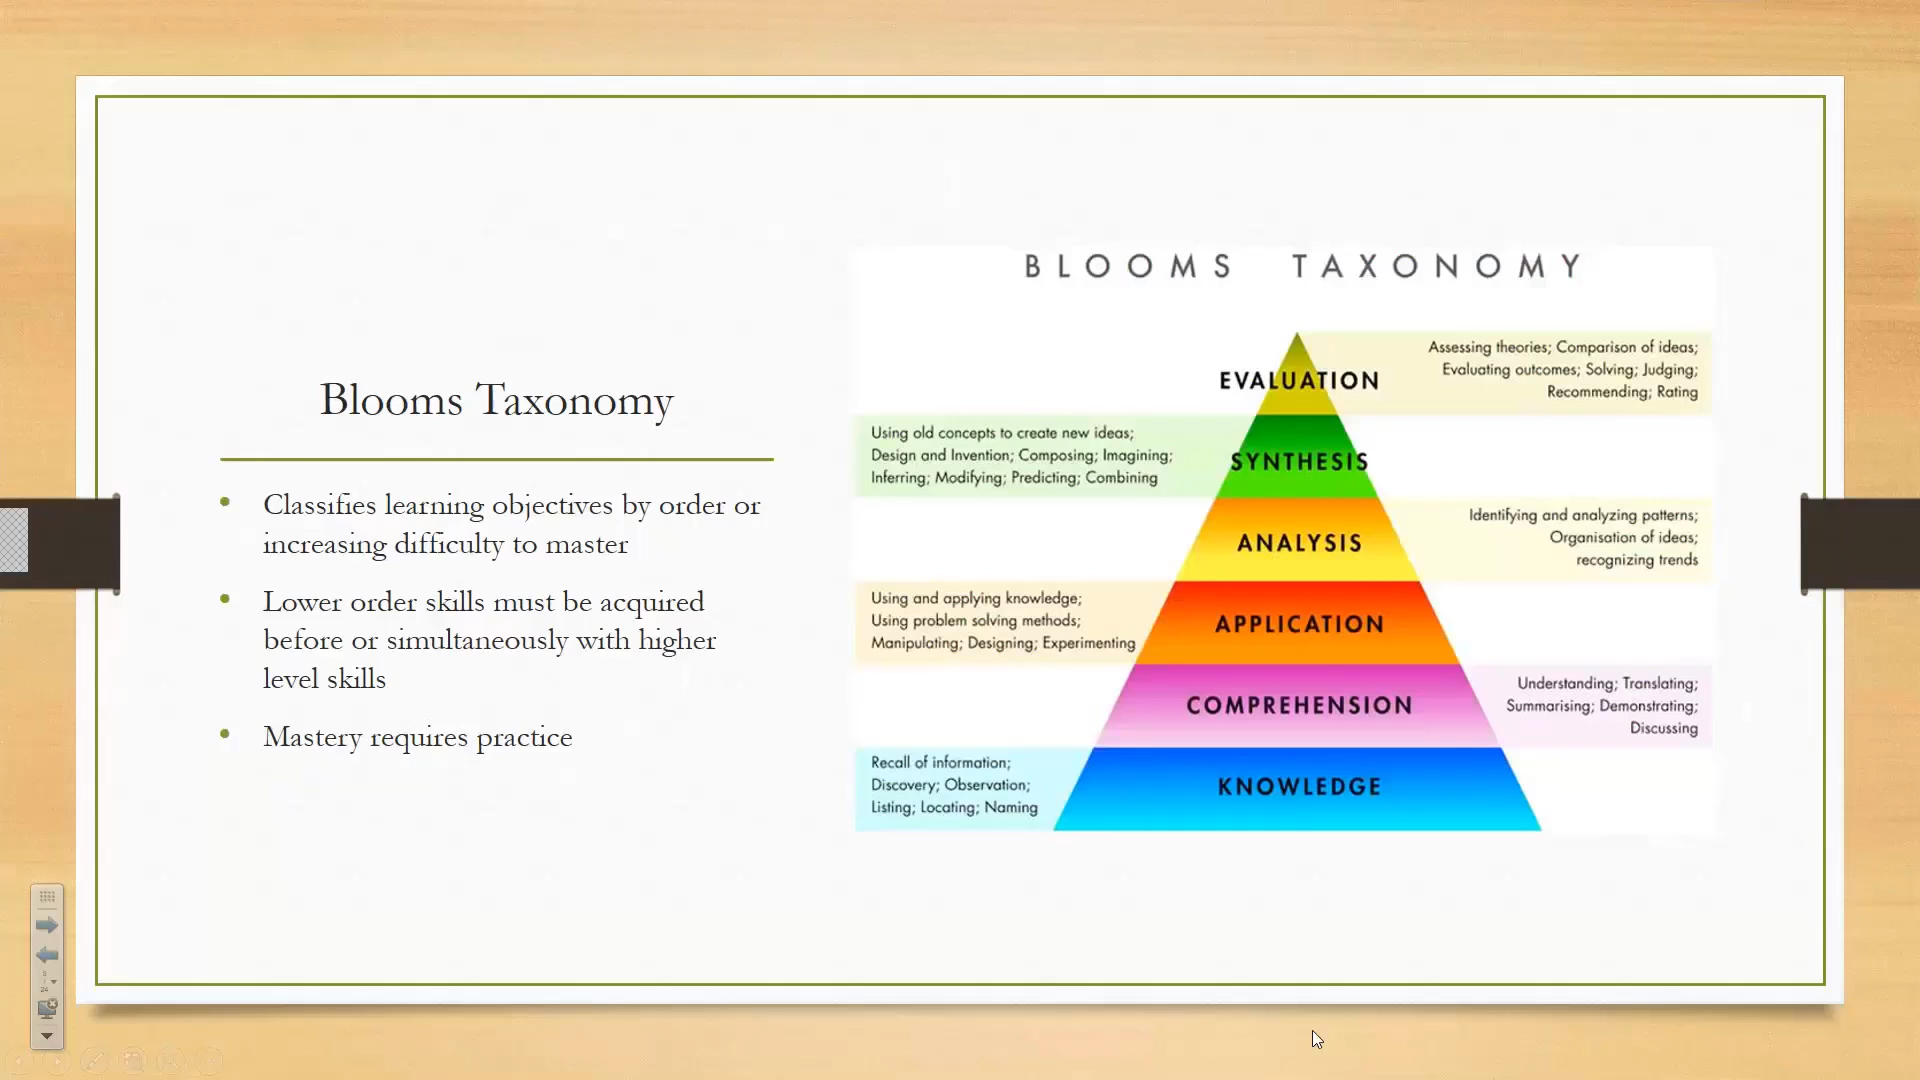 Blooms Taxonomy
Classifies learning objectives by order or
increasing difficulty to master
Lower order skills must be acquired
before or simultaneously with higher
level skills
Mastery requires practice
BLOOMS TAXONOMY
EVALUATION
Assessing theories; Comparison of ideas;
Evaluating outcomes; Solving; Judging;
Recommending; Rating
Using old concepts to create new ideas;
Design and Invention; Composing; Imagining;
Inferring; Modifying; Predicting; Combining
SYNTHESIS
ANALYSIS
Identifying and analyzing patterns;
Organisation of ideas;
recognizing trends
Using and applying knowledge;
Using problem solving methods;
Manipulating; Designing; Experimenting
APPLICATION
COMPREHENSION
Understanding; Translating;
Summarising; Demonstrating;
Discussing
Recall of information;
Discovery; Observation;
Listing; Locating; Naming
KNOWLEDGE